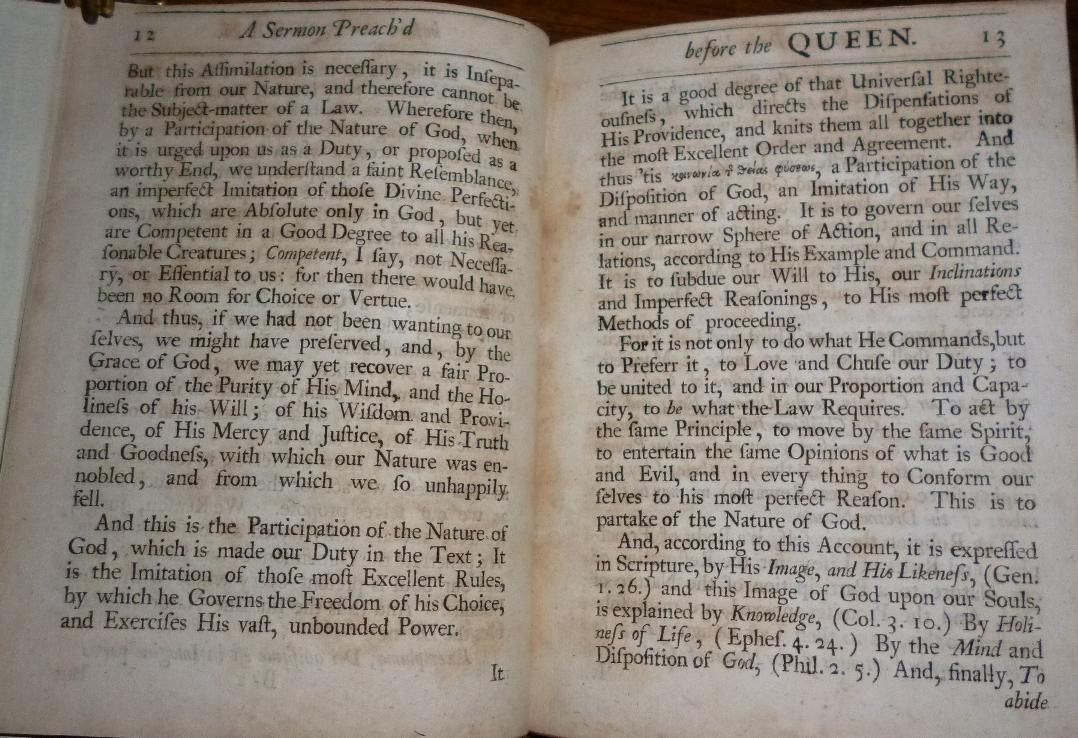 12 A Sermon Preach'd
But this Aſſimilation is neceſſary, it is Inſepa-
rable from our Nature, and therefore cannot be
the Subject-matter of a Law. Wherefore then,
by a Participation of the Nature of God, when
it is urged upon us as a Duty, or propoſed as a
worthy End, we underſtand a faint Reſemblance,
an imperfect Imitation of thoſe Divine Perfecti-
ons, which are Abſolute only in God, but yet
are Competent in a Good Degree to all his Rea-
ſonable Creatures; Competent, I ſay, not Neceſſa-
ry, or Eſſential to us: for then there would have
been no Room for Choice or Vertue.
And thus, if we had not been wanting to our
ſelves, we might have preſerved, and, by the
Grace of God, we may yet recover a fair Pro-
portion of the Purity of His Mind, and the Ho-
lineſs of his Will; of his Wiſdom and Provi-
dence, of His Mercy and Juſtice, of His Truth
and Goodneſs, with which our Nature was en-
nobled, and from which we ſo unhappily
fell.
And this is the Participation of the Nature of
God, which is made our Duty in the Text; It
is the Imitation of thoſe moſt Excellent Rules,
by which he Governs the Freedom of his Choice,
and Exerciſes His vaſt, unbounded Power.
It
before the QUEEN. 13
It is a good degree of that Univerſal Righte-
ouſneſs, which directs the Diſpenſations of
His Providence, and knits them all together into
the moſt Excellent Order and Agreement. And
thus 'tis κοινωνία ϯ θείας φύσεως, a Participation of the
Diſpoſition of God, an Imitation of His Way,
and manner of acting. It is to govern our ſelves
in our narrow Sphere of Action, and in all Re-
lations, according to His Example and Command.
It is to ſubdue our Will to His, our Inclinations
and Imperfect Reaſonings, to His moſt perfect
Methods of proceeding.
For it is not only to do what He Commands, but
to Preferr it, to Love and Chuſe our Duty; to
be united to it, and in our Proportion and Capa-
city, to be what the Law Requires. To act by
the ſame Principle, to move by the ſame Spirit,
to entertain the ſame Opinions of what is Good
and Evil, and in every thing to Conform our
ſelves to his moſt perfect Reaſon. This is to
partake of the Nature of God.
And, according to this Account, it is expreſſed
in Scripture, by His Image, and His Likeneſs, (Gen.
1. 26.) and this Image of God upon our Souls,
is explained by Knowledge, (Col. 3. 10.) By Holi-
neſs of Life, (Epheſ. 4. 24.) By the Mind and
Diſpoſition of God, (Phil. 2. 5.) And, finally, To
abide